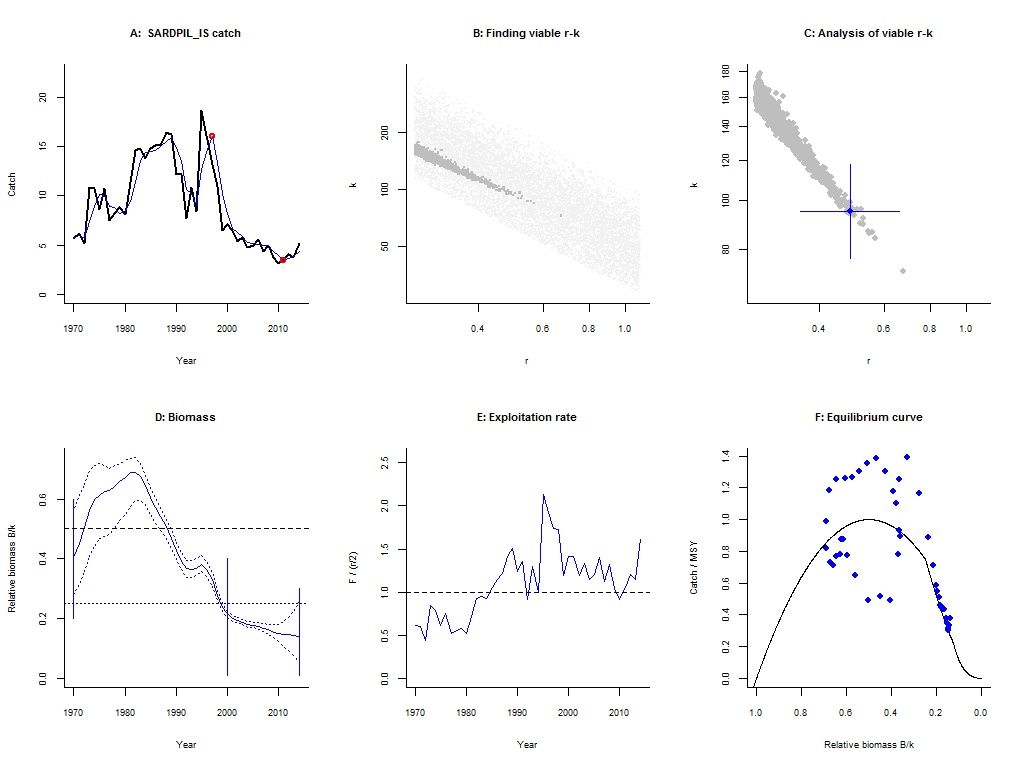 A:  SARDPIL_IS catch
Catch
20
15
10
5
0
1970 1980 1990 2000 2010
Year
B: Finding viable r-k
k
200
100
50
0.4 0.6 0.8 1.0
r
C: Analysis of viable r-k
k
180
160
140
120
100
80
0.4 0.6 0.8 1.0
r
D: Biomass
Relative biomass B/k
0.6
0.4
0.2
0.0
1970 1980 1990 2000 2010
Year
E: Exploitation rate
F / (r/2)
2.5
2.0
1.5
1.0
0.5
0.0
1970 1980 1990 2000 2010
Year
F: Equilibrium curve
Catch / MSY
1.4
1.2
1.0
0.8
0.6
0.4
0.2
0.0
1.0 0.8 0.6 0.4 0.2 0.0
Relative biomass B/k